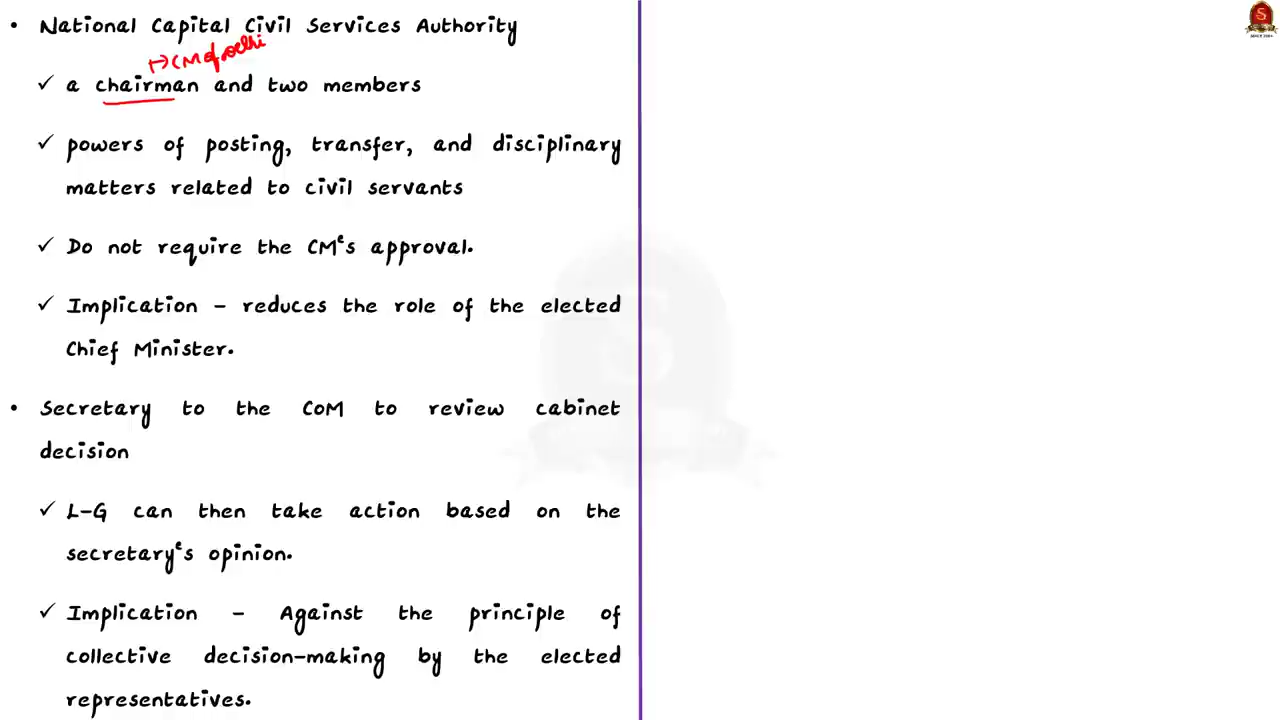 • National Capital Civil Services Authority
↦ CM of Delhi
✓ a chairman and two members
✓ powers of posting, transfer, and disciplinary
matters related to civil servants
✓ Do not require the CM‘s approval.
✓ Implication – reduces the role of the elected
Chief Minister.
• Secretary to the CoM to review cabinet
decision
✓ L-G can then take action based on the
secretary‘s opinion.
✓ Implication – Against the principle of
collective decision-making by the elected
representatives.
S
SINCE 2004